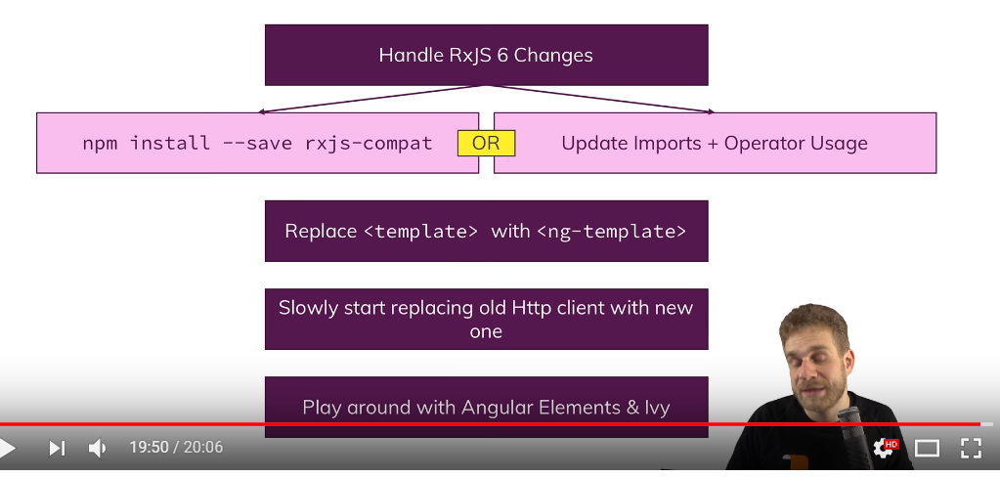 Handle RxJS 6 Changes
npm install --save rxjs-compat
OR
Update Imports + Operator Usage
Replace <template> with <ng-template>
Slowly start replacing old Http client with new
one
Play around with Angular Elements & Ivy
19:50 / 20:06
HD